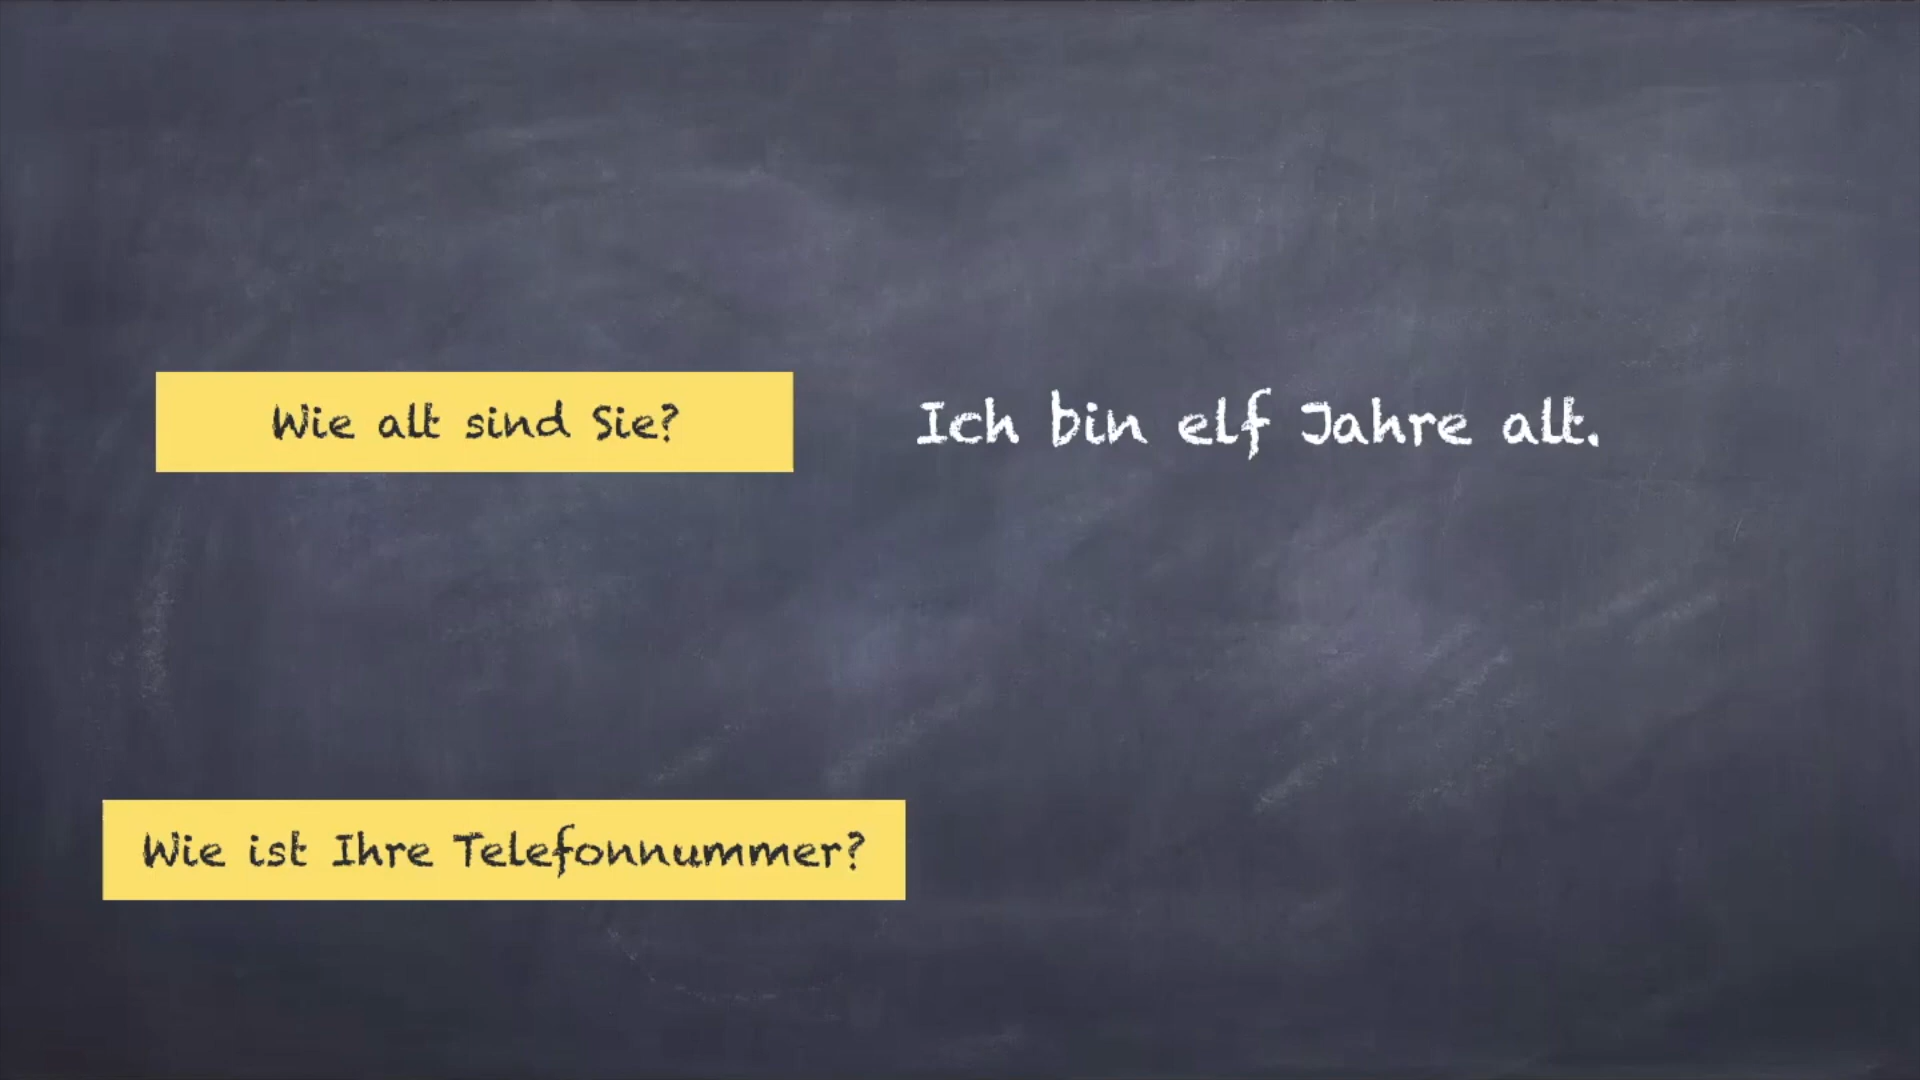 Wie alt sind Sie?
Ich bin elf Jahre alt.
Wie ist Ihre Telefonnummer?